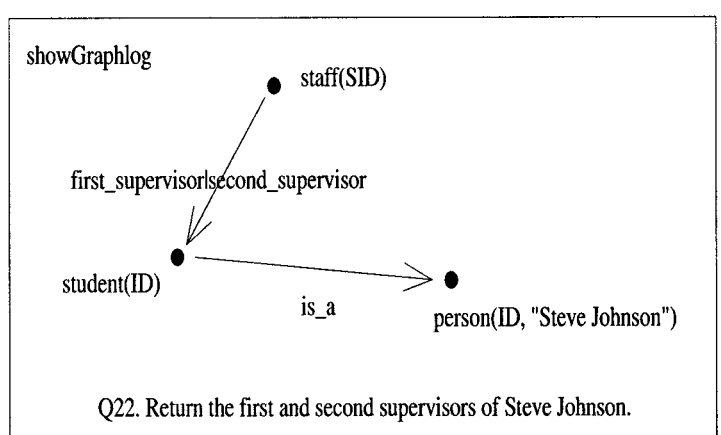 showGraphlog
staff(SID)
first_supervisor|second_supervisor
student(ID)
is_a
person(ID, "Steve Johnson")
Q22. Return the first and second supervisors of Steve Johnson.